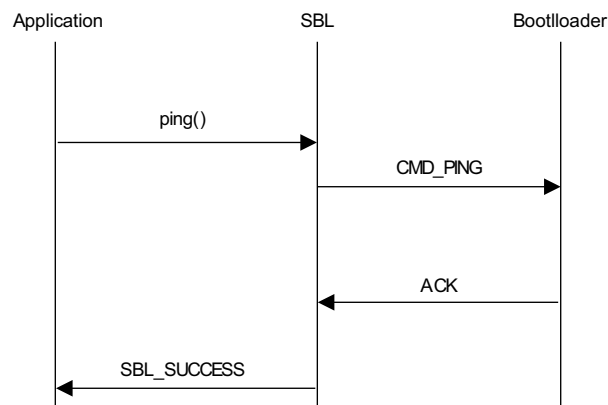 Application SBL Bootlloader
ping()
CMD_PING
ACK
SBL_SUCCESS